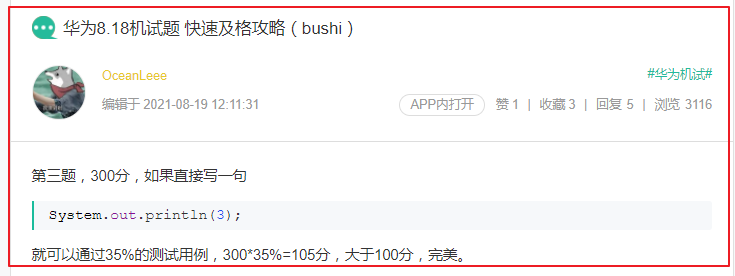 华为8.18机试题 快速及格攻略（bushi）
OceanLeee
#华为机试#
编辑于 2021-08-19 12:11:31
APP内打开 赞 1 | 收藏 3 | 回复 5 | 浏览 3116
第三题，300分，如果直接写一句
System.out.println(3);
就可以通过35%的测试用例，300*35%=105分，大于100分，完美。